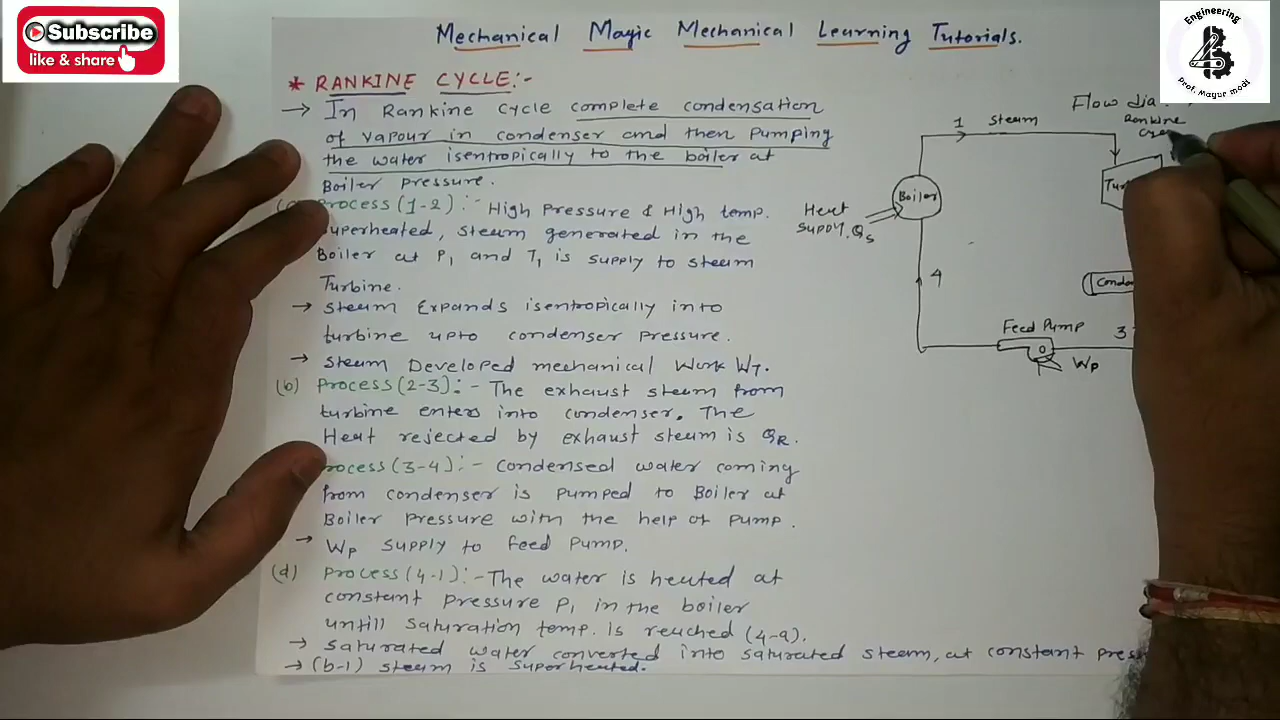 Subscribe
like & share
Mechanical Magic Mechanical Learning Tutorials.
Engineering
Prof. Mayur modi
* RANKINE CYCLE:-
→ In Rankine Cycle complete condensation
of vapour in condenser and then Pumping
the water isentropically to the boiler at
Boiler pressure.
Process (1-2):- High Pressure & High temp.
Superheated, steam generated in the
Boiler at P1 and T1 is supply to steam
Turbine.
→ steam Expands isentropically into
turbine upto condenser pressure.
→ steam Developed mechanical Work WT.
(b) Process (2-3):- The exhaust steam from
turbine enters into condenser. The
Heat rejected by exhaust steam is QR.
rocess (3-4):- Condensed water coming
from condenser is pumped to Boiler at
Boiler Pressure with the help of pump.
→ Wp supply to feed pump.
(d) Process (4-1):- The water is heated at
constant pressure P1 in the boiler
untill saturation temp. is reached (4-a).
→ saturated water converted into saturated steam, at constant press
→ (b-1) steam is superheated.
Flow dia
Rankine
1 steam
Boiler
Tur
Heat
supply, Qs
4
Cond
Feed Pump
3
Wp